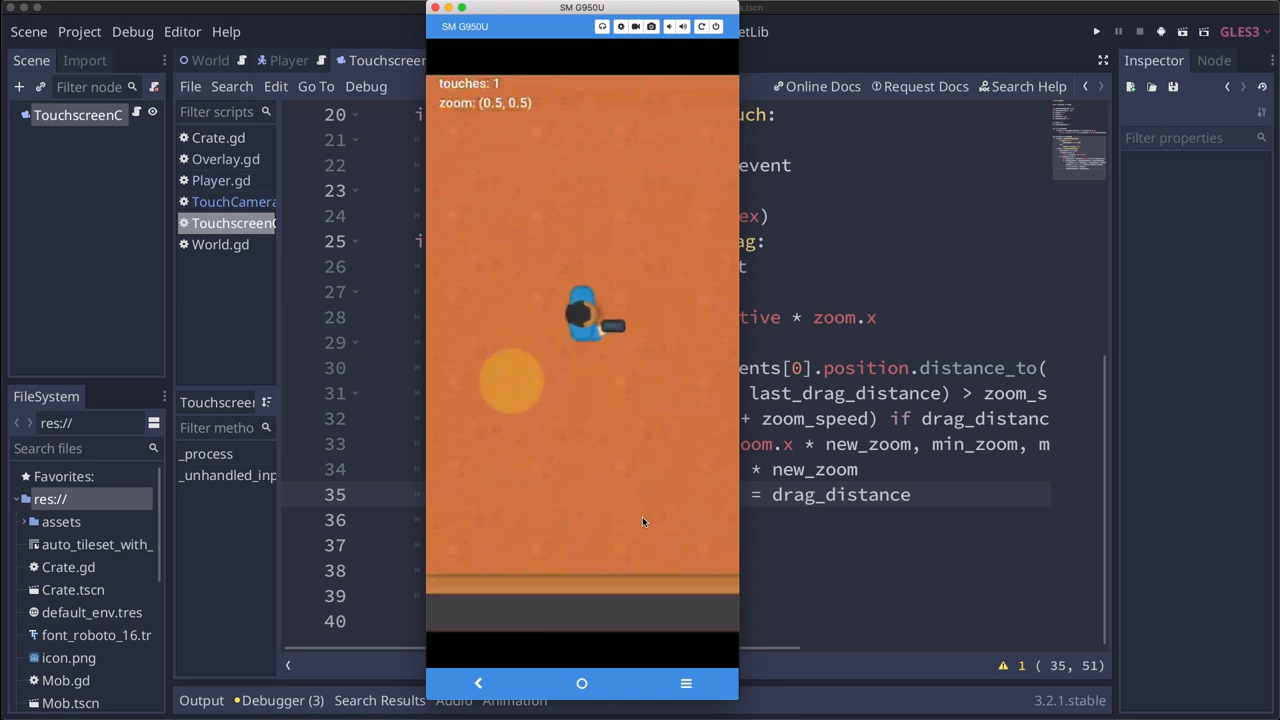 SM G950U
.tscn
Scene Project Debug Editor Help
SM G950U
etLib
GLES3
Scene Import
World Player Touchscreen
Inspector Node
Filter node
File Search Edit Go To Debug
Online Docs Request Docs Search Help
TouchscreenC
Filter scripts
Filter properties
touches: 1
zoom: (0.5, 0.5)
Crate.gd
Overlay.gd
Player.gd
TouchCamera
Touchscreen
World.gd
20 uch:
21
22 event
23
24 ex)
25 ag:
26 t
27
28 tive * zoom.x
29
30 ents[0].position.distance_to(
31 last_drag_distance) > zoom_s
32 + zoom_speed) if drag_distanc
33 oom.x * new_zoom, min_zoom, m
34 * new_zoom
35 = drag_distance
36
37
38
39
40
FileSystem
res://
Search files
Touchscreen
Filter metho
_process
_unhandled_inp
Favorites:
res://
assets
auto_tileset_with_
Crate.gd
Crate.tscn
default_env.tres
font_roboto_16.tr
icon.png
Mob.gd
Mob.tscn
1 ( 35, 51)
Output Debugger (3) Search Results Audio Animation
3.2.1.stable